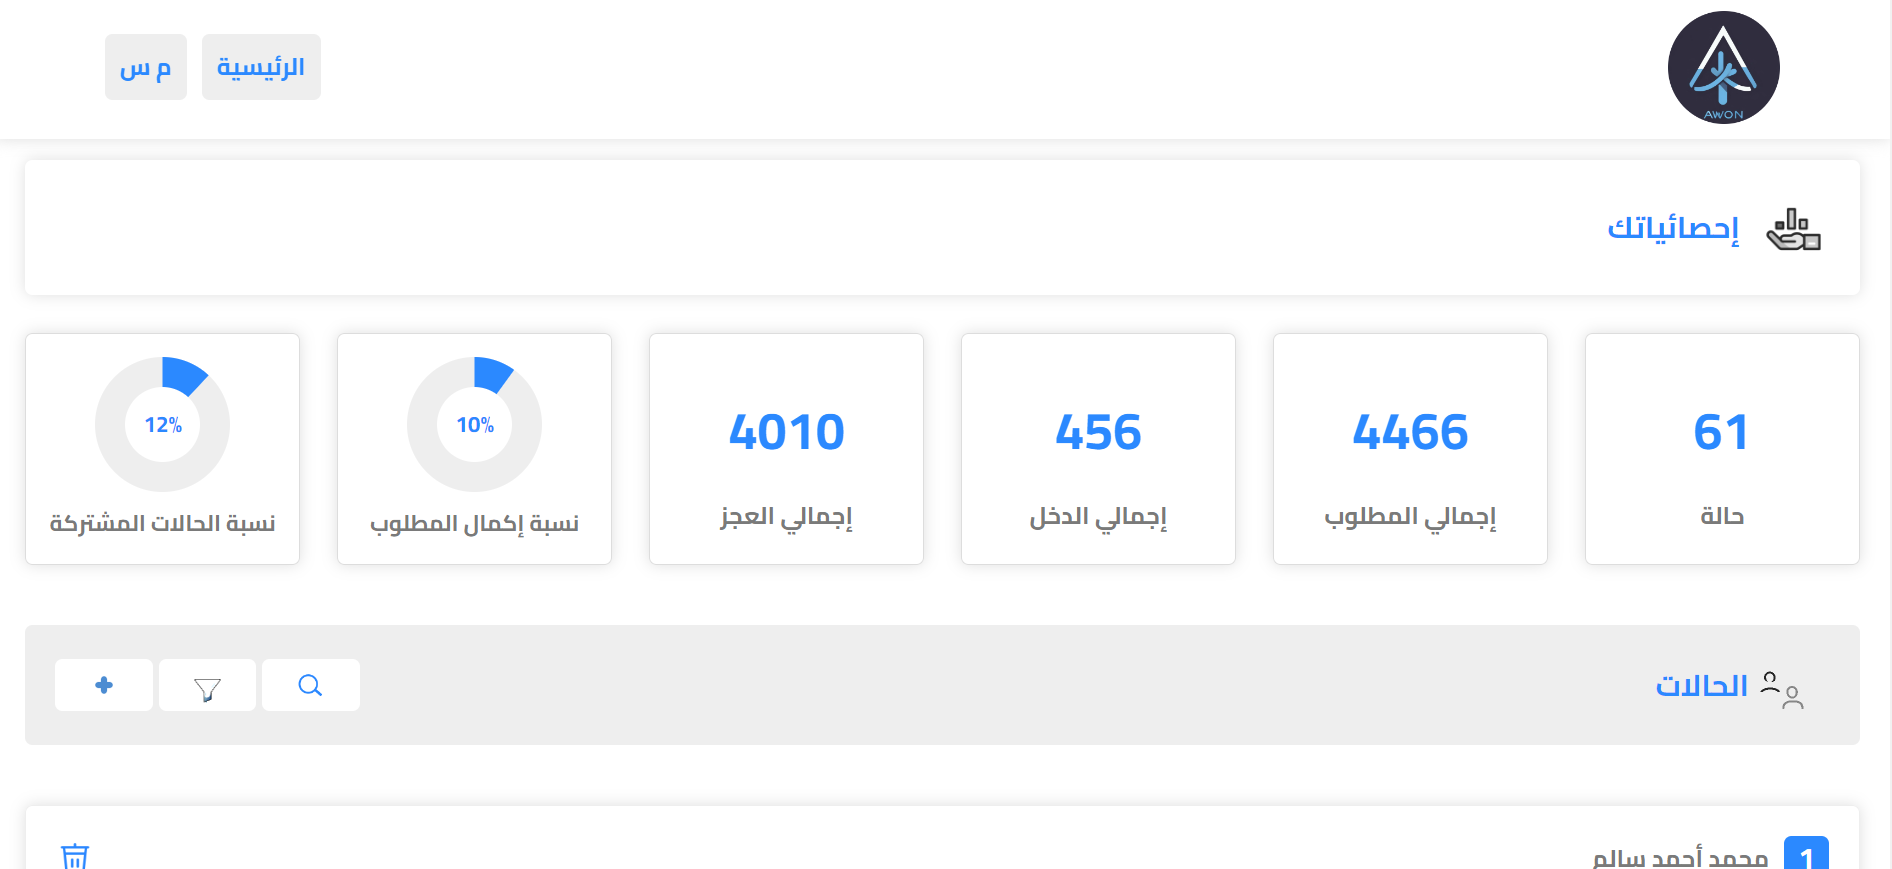 AWON
الرئيسية
م س
إحصائياتك
61
حالة
4466
إجمالي المطلوب
456
إجمالي الدخل
4010
إجمالي العجز
10%
نسبة إكمال المطلوب
12%
نسبة الحالات المشتركة
الحالات
1
محمد أحمد سالم